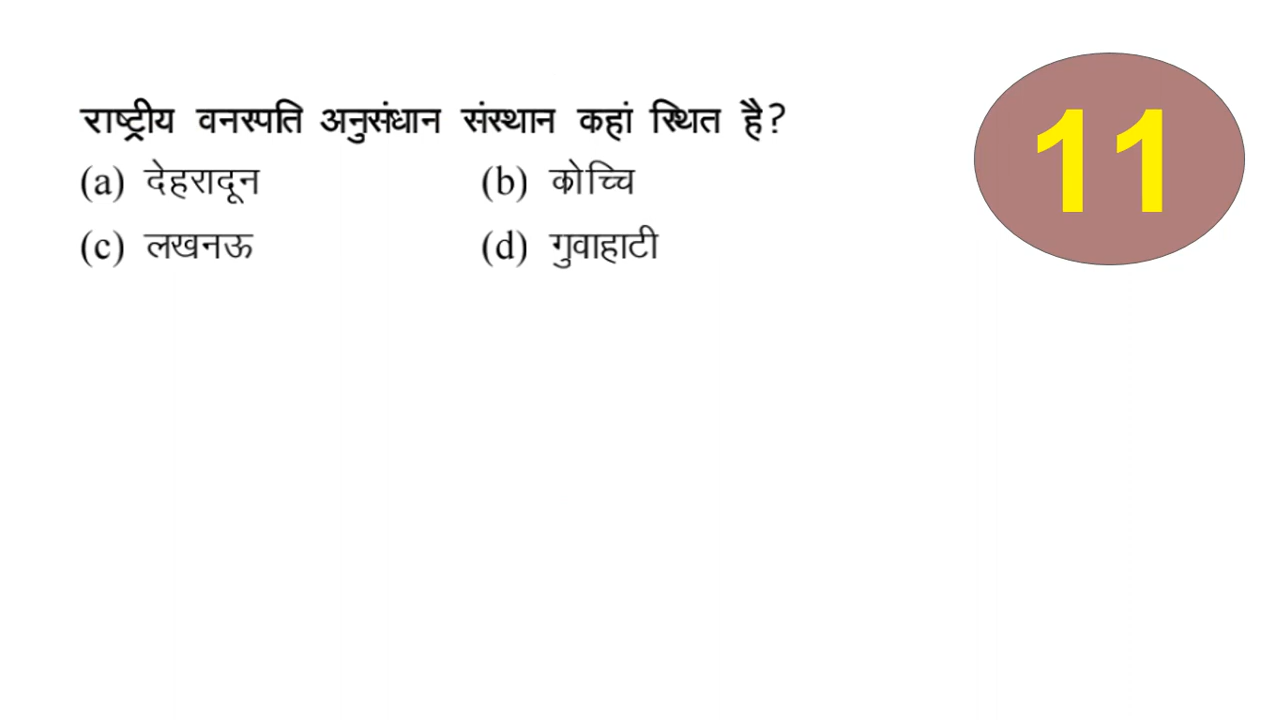 राष्ट्रीय वनस्पति अनुसंधान संस्थान कहां स्थित है?
(a) देहरादून (b) कोच्चि
(c) लखनऊ (d) गुवाहाटी
11